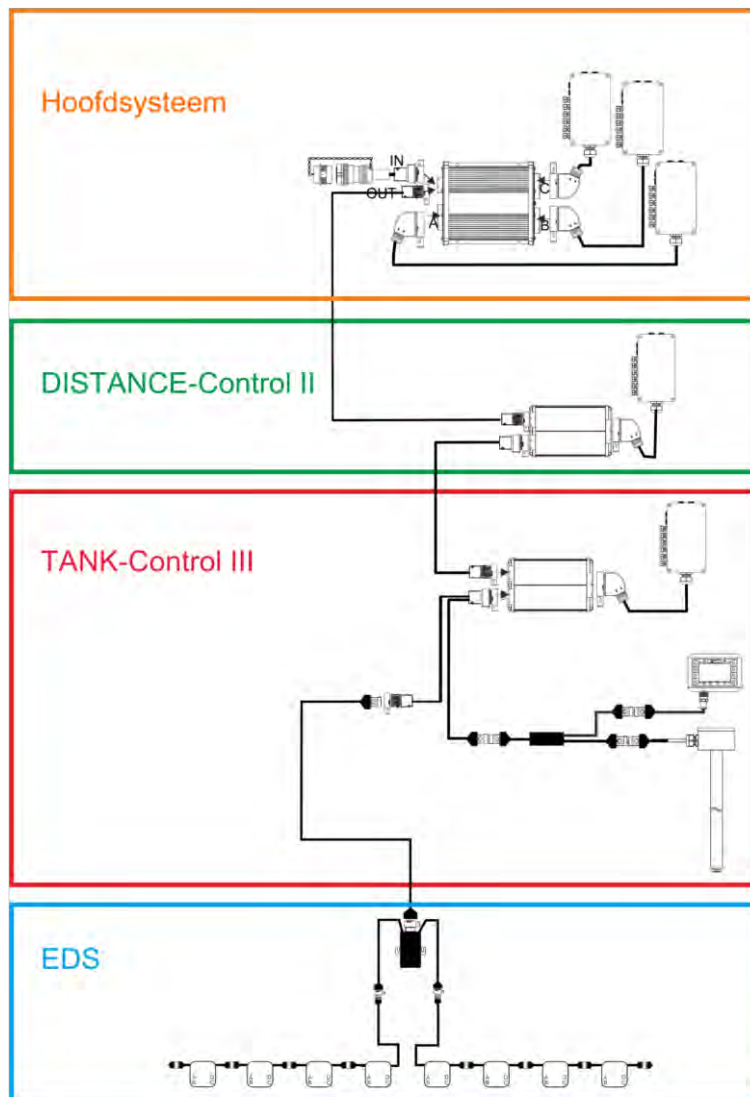 Hoofdsysteem
IN
OUT
A
C
B
DISTANCE-Control II
TANK-Control III
EDS